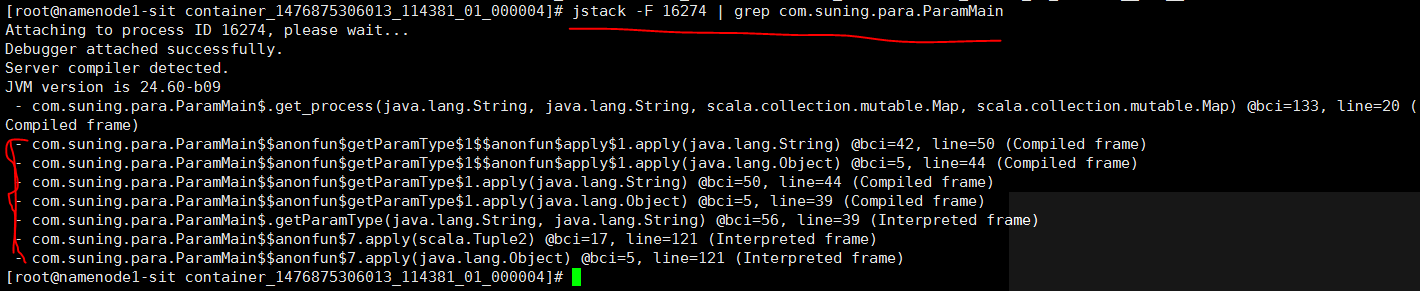 [root@namenode1-sit container_1476875306013_114381_01_000004]# jstack -F 16274 | grep com.suning.para.ParamMain
Attaching to process ID 16274, please wait...
Debugger attached successfully.
Server compiler detected.
JVM version is 24.60-b09
 - com.suning.para.ParamMain$.get_process(java.lang.String, java.lang.String, scala.collection.mutable.Map, scala.collection.mutable.Map) @bci=133, line=20 (
Compiled frame)
 - com.suning.para.ParamMain$$anonfun$getParamType$1$$anonfun$apply$1.apply(java.lang.String) @bci=42, line=50 (Compiled frame)
 - com.suning.para.ParamMain$$anonfun$getParamType$1$$anonfun$apply$1.apply(java.lang.Object) @bci=5, line=44 (Compiled frame)
 - com.suning.para.ParamMain$$anonfun$getParamType$1.apply(java.lang.String) @bci=50, line=44 (Compiled frame)
 - com.suning.para.ParamMain$$anonfun$getParamType$1.apply(java.lang.Object) @bci=5, line=39 (Compiled frame)
 - com.suning.para.ParamMain$.getParamType(java.lang.String, java.lang.String) @bci=56, line=39 (Interpreted frame)
 - com.suning.para.ParamMain$$anonfun$7.apply(scala.Tuple2) @bci=17, line=121 (Interpreted frame)
 - com.suning.para.ParamMain$$anonfun$7.apply(java.lang.Object) @bci=5, line=121 (Interpreted frame)
[root@namenode1-sit container_1476875306013_114381_01_000004]#